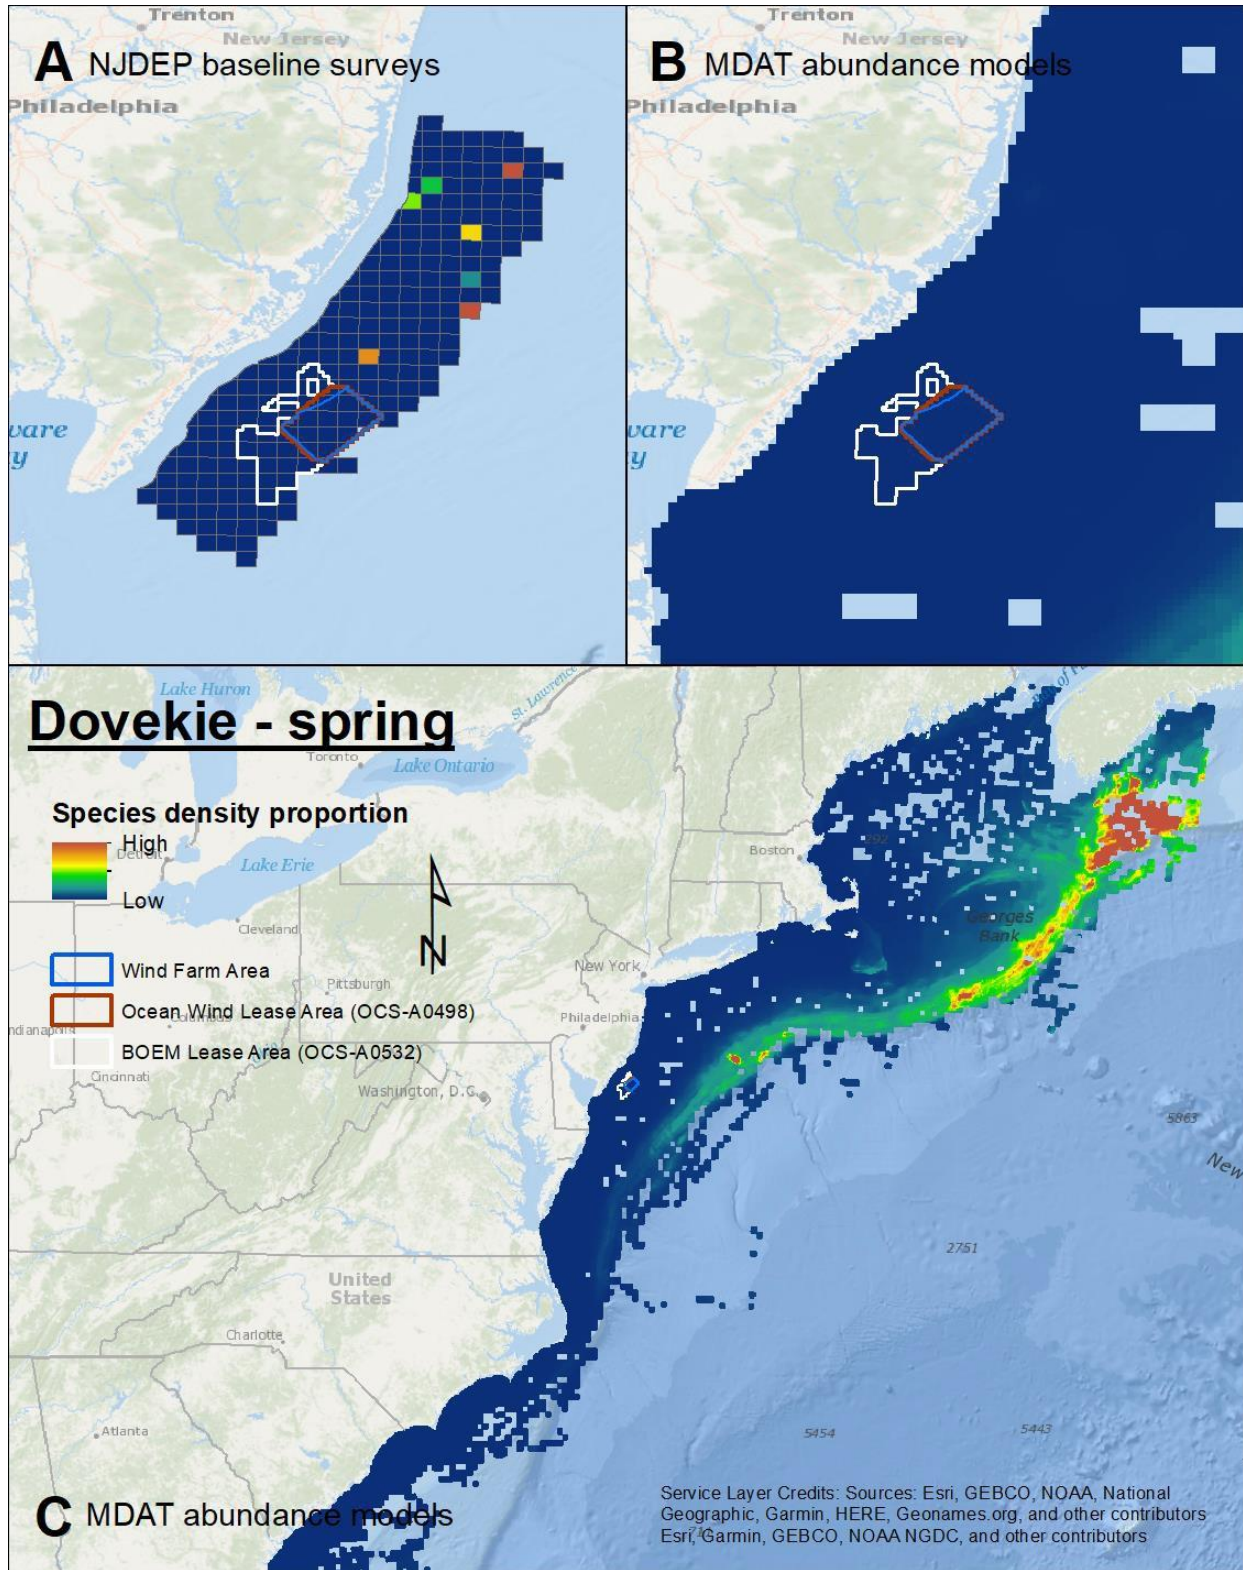 Trenton
New Jersey
A NJDEP baseline surveys
Philadelphia
ware
y
Trenton
New Jersey
B MDAT abundance models
Philadelphia
ware
y
Lake Huron
St. Lawrence
Dovekie - spring
Toronto
Lake Ontario
Species density proportion
High
Detroit
Low
Lake Erie
Boston
292
Georges
Bank
Cleveland
N
New York
Wind Farm Area
Pittsburgh
Ocean Wind Lease Area (OCS-A0498)
Philadelphia
ndianapolis
Columbus
BOEM Lease Area (OCS-A0532)
Cincinnati
Washington, D.C.
5863
New
2751
United
States
Charlotte
Atlanta
5454
5443
C MDAT abundance models
Service Layer Credits: Sources: Esri, GEBCO, NOAA, National
Geographic, Garmin, HERE, Geonames.org, and other contributors
Esri, Garmin, GEBCO, NOAA NGDC, and other contributors